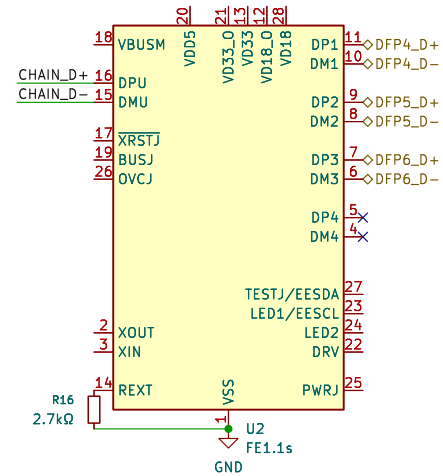 20
21
13
12
28
VDD5
VD33_O
VD33
VD18_O
VD18
18 VBUSM
DP1 11 DFP4_D+
DM1 10 DFP4_D-
CHAIN_D+ 16 DPU
CHAIN_D- 15 DMU
DP2 9 DFP5_D+
DM2 8 DFP5_D-
17 XRSTJ
19 BUSJ
26 OVCJ
DP3 7 DFP6_D+
DM3 6 DFP6_D-
DP4 5
DM4 4
TESTJ/EESDA 27
LED1/EESCL 23
2 XOUT
LED2 24
3 XIN
DRV 22
14 REXT
PWRJ 25
VSS
1
R16
2.7kΩ
U2
FE1.1s
GND